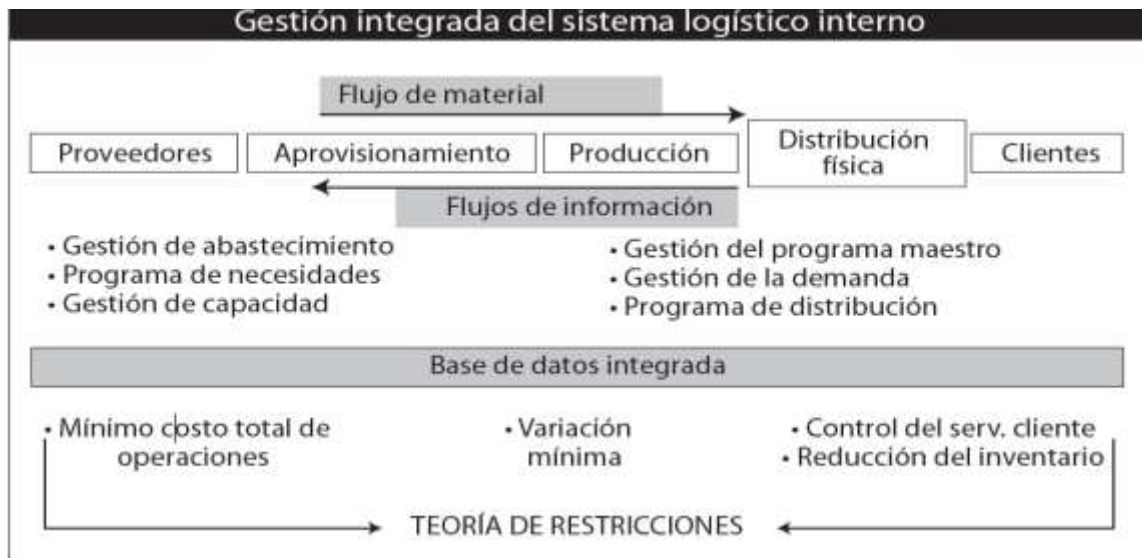 Gestión integrada del sistema logístico interno
Flujo de material
Proveedores
Aprovisionamiento
Producción
Distribución
física
Clientes
Flujos de información
• Gestión de abastecimiento
• Programa de necesidades
• Gestión de capacidad
• Gestión del programa maestro
• Gestión de la demanda
• Programa de distribución
Base de datos integrada
• Mínimo costo total de
operaciones
• Variación
mínima
• Control del serv. cliente
• Reducción del inventario
TEORÍA DE RESTRICCIONES